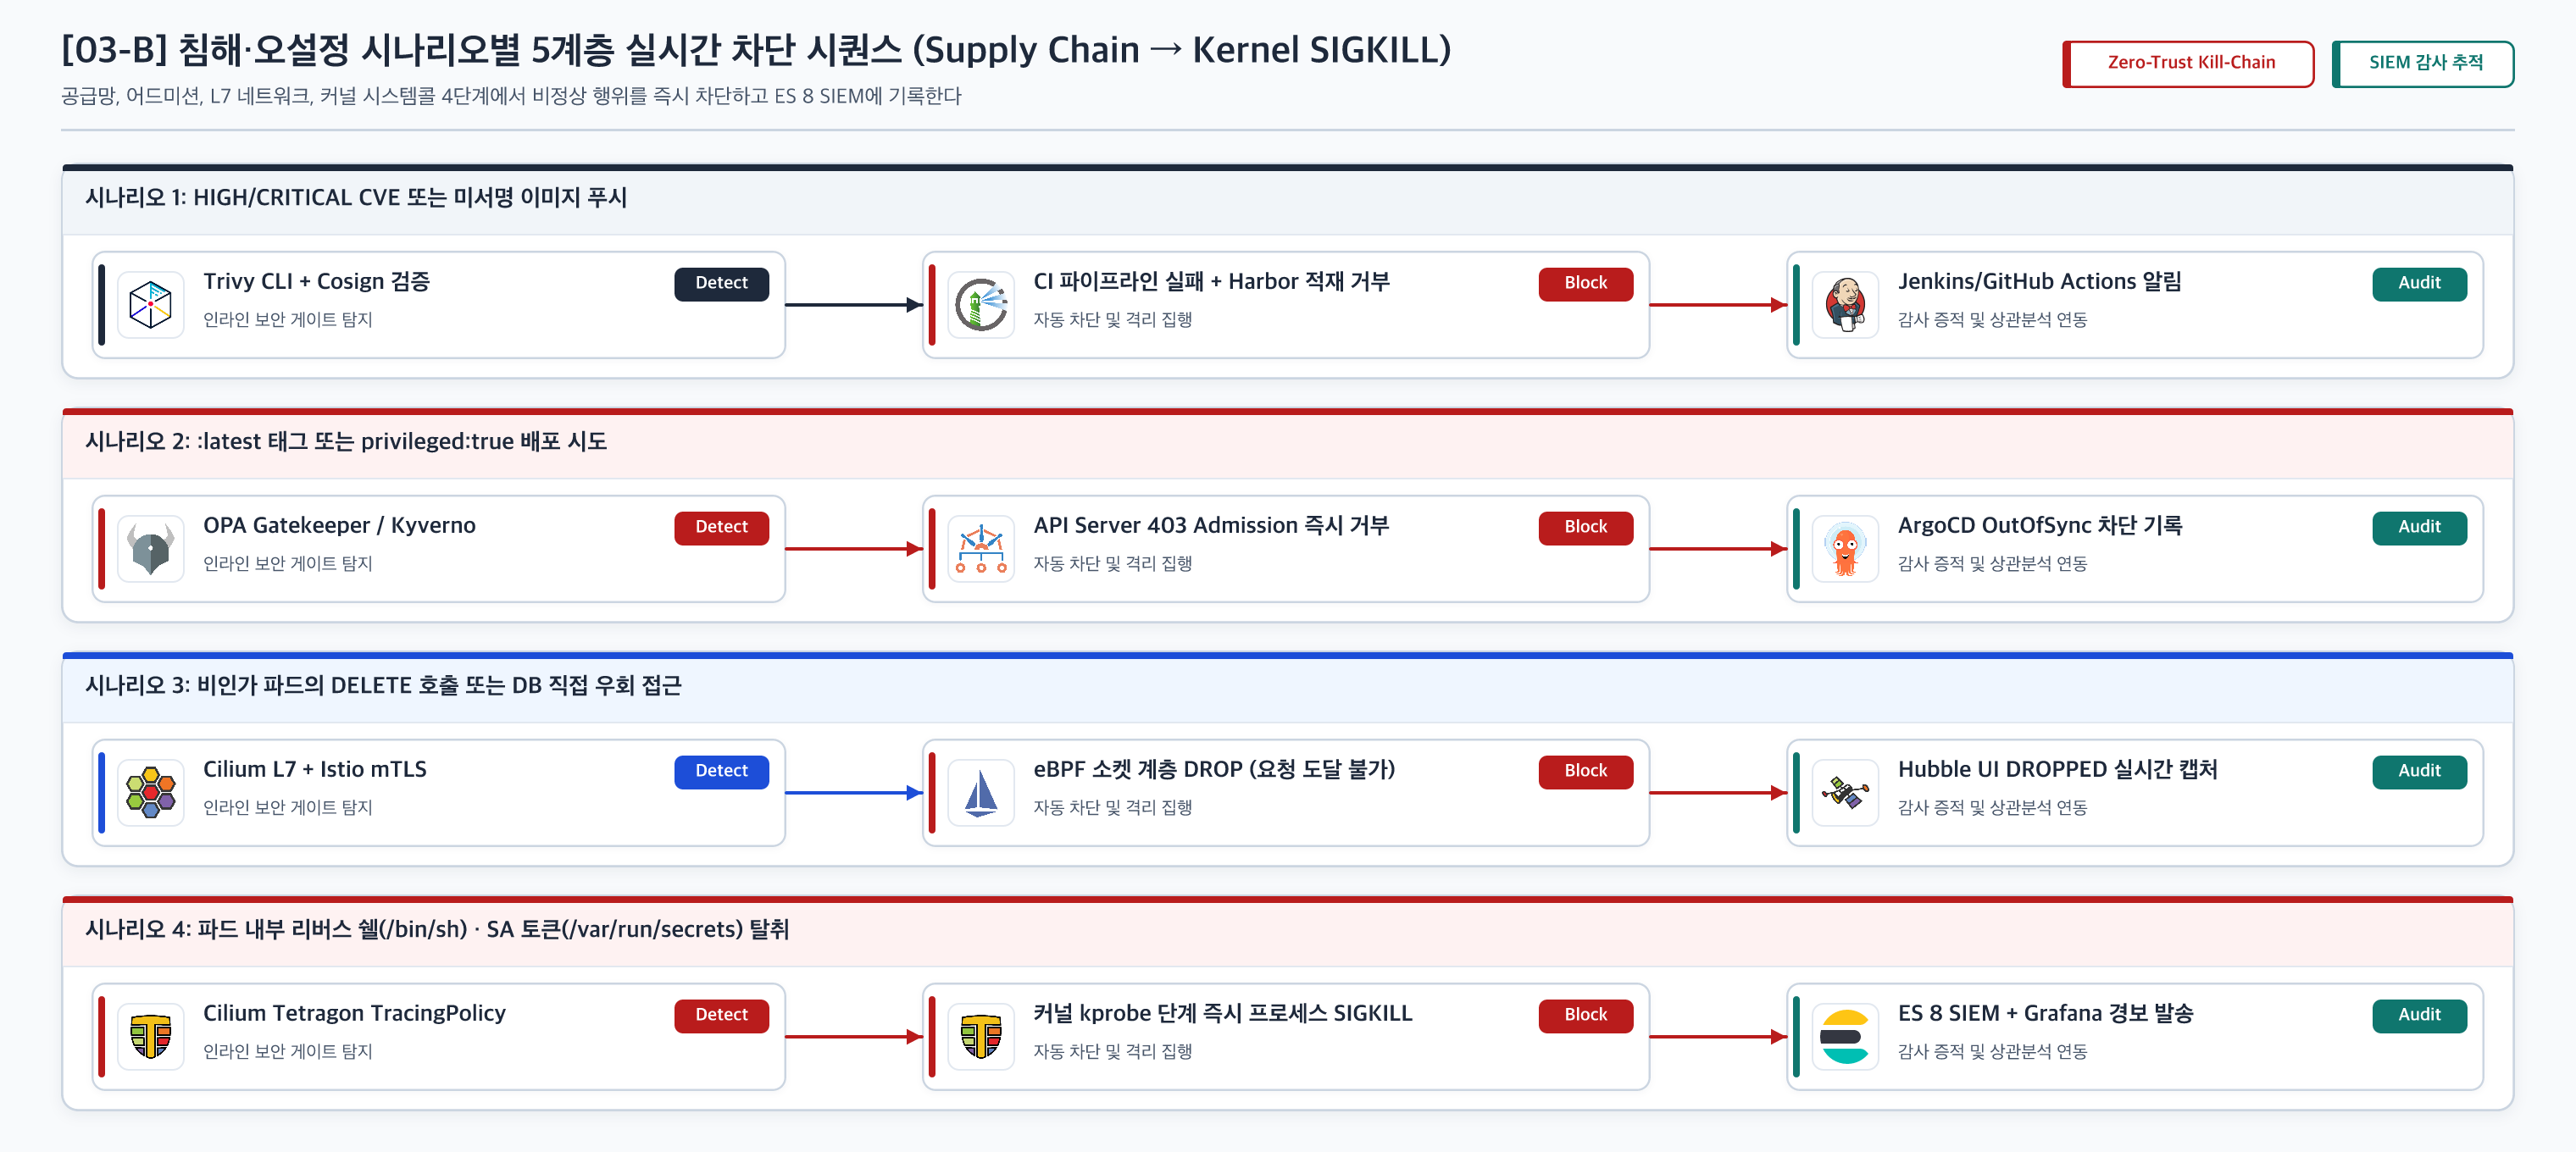 [03-B] 침해·오설정 시나리오별 5계층 실시간 차단 시퀀스 (Supply Chain → Kernel SIGKILL)
공급망, 어드미션, L7 네트워크, 커널 시스템콜 4단계에서 비정상 행위를 즉시 차단하고 ES 8 SIEM에 기록한다
Zero-Trust Kill-Chain
SIEM 감사 추적
시나리오 1: HIGH/CRITICAL CVE 또는 미서명 이미지 푸시
Trivy CLI + Cosign 검증
Detect
인라인 보안 게이트 탐지
CI 파이프라인 실패 + Harbor 적재 거부
Block
자동 차단 및 격리 집행
Jenkins/GitHub Actions 알림
Audit
감사 증적 및 상관분석 연동
시나리오 2: :latest 태그 또는 privileged:true 배포 시도
OPA Gatekeeper / Kyverno
Detect
인라인 보안 게이트 탐지
API Server 403 Admission 즉시 거부
Block
자동 차단 및 격리 집행
ArgoCD OutOfSync 차단 기록
Audit
감사 증적 및 상관분석 연동
시나리오 3: 비인가 파드의 DELETE 호출 또는 DB 직접 우회 접근
Cilium L7 + Istio mTLS
Detect
인라인 보안 게이트 탐지
eBPF 소켓 계층 DROP (요청 도달 불가)
Block
자동 차단 및 격리 집행
Hubble UI DROPPED 실시간 캡처
Audit
감사 증적 및 상관분석 연동
시나리오 4: 파드 내부 리버스 쉘(/bin/sh) · SA 토큰(/var/run/secrets) 탈취
Cilium Tetragon TracingPolicy
Detect
인라인 보안 게이트 탐지
커널 kprobe 단계 즉시 프로세스 SIGKILL
Block
자동 차단 및 격리 집행
ES 8 SIEM + Grafana 경보 발송
Audit
감사 증적 및 상관분석 연동